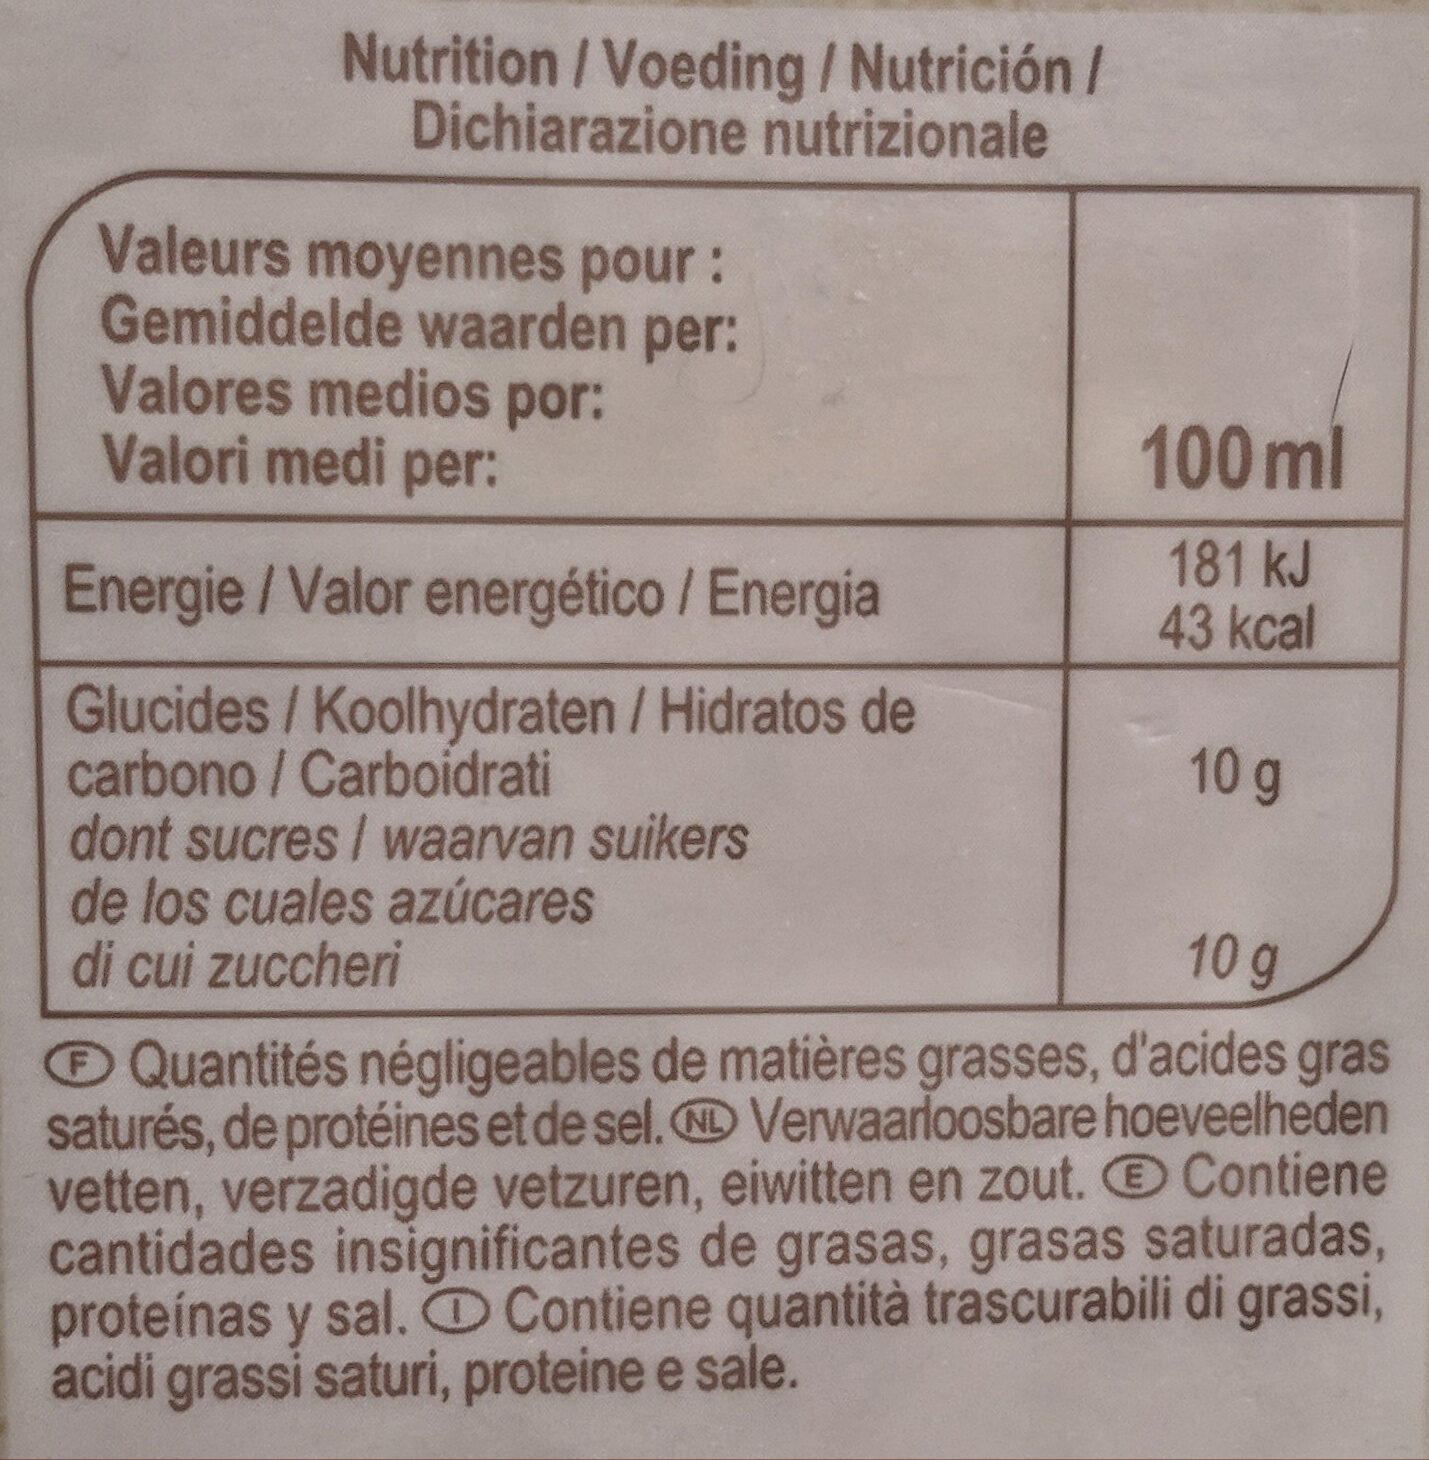 Nutrition / Voeding / Nutrición /
Dichiarazione nutrizionale
Valeurs moyennes pour :
Gemiddelde waarden per:
Valores medios por:
Valori medi per:
100 ml
Energie / Valor energético / Energia
181 kJ
43 kcal
Glucides / Koolhydraten / Hidratos de
carbono / Carboidrati
10 g
dont sucres / waarvan suikers
de los cuales azúcares
di cui zuccheri
10 g
F Quantités négligeables de matières grasses, d'acides gras
saturés, de protéines et de sel. NL Verwaarloosbare hoeveelheden
vetten, verzadigde vetzuren, eiwitten en zout. E Contiene
cantidades insignificantes de grasas, grasas saturadas,
proteínas y sal. I Contiene quantità trascurabili di grassi,
acidi grassi saturi, proteine e sale.